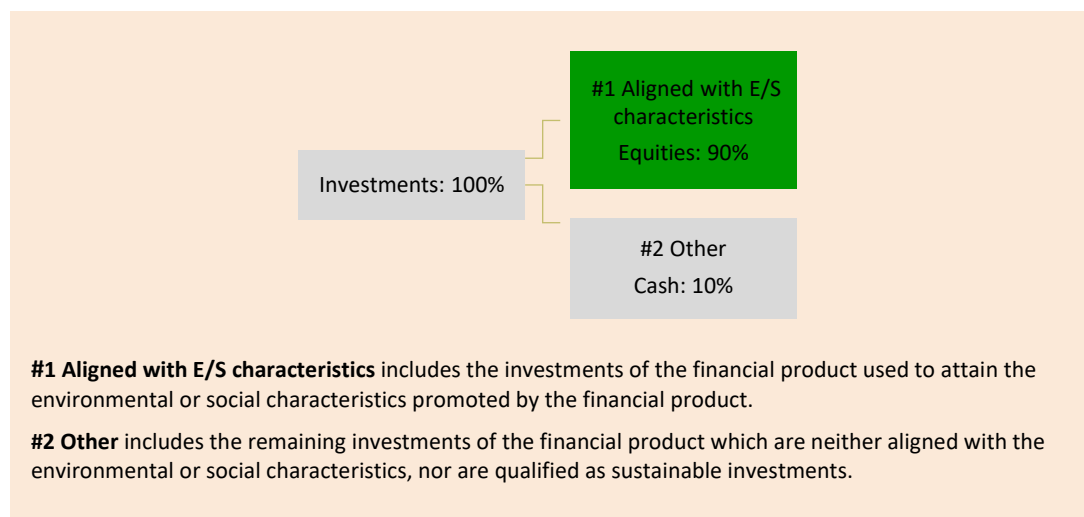 #1 Aligned with E/S
characteristics
Equities: 90%
Investments: 100%
#2 Other
Cash: 10%
#1 Aligned with E/S characteristics includes the investments of the financial product used to attain the
environmental or social characteristics promoted by the financial product.
#2 Other includes the remaining investments of the financial product which are neither aligned with the
environmental or social characteristics, nor are qualified as sustainable investments.